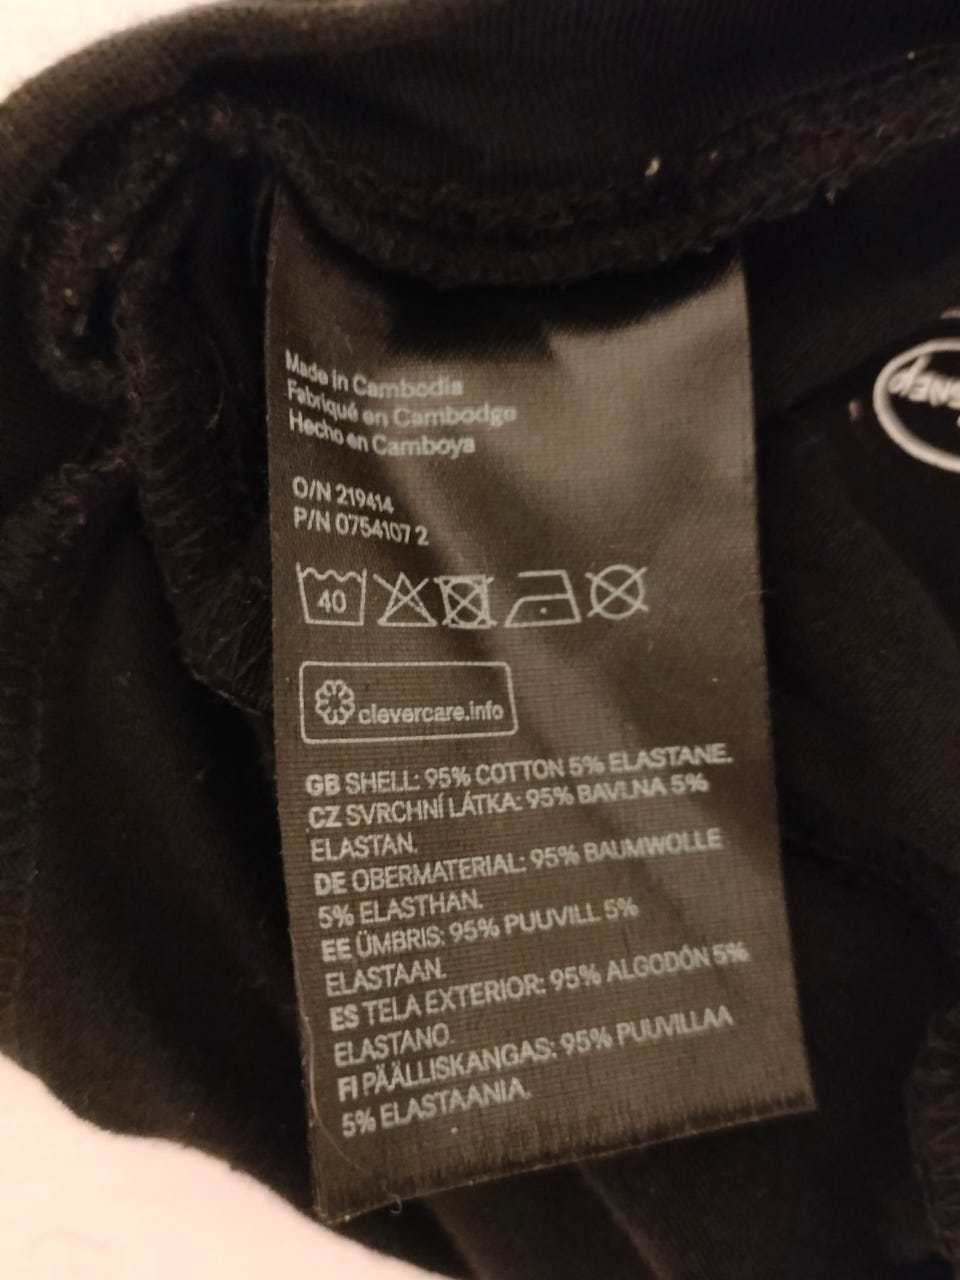 Made in Cambodia
Fabriqué en Cambodge
Hecho en Camboya
O/N 219414
P/N 0754107 2
40
clevercare.info
GB SHELL: 95% COTTON 5% ELASTANE.
CZ SVRCHNÍ LÁTKA: 95% BAVLNA 5%
ELASTAN.
DE OBERMATERIAL: 95% BAUMWOLLE
5% ELASTHAN.
EE ÜMBRIS: 95% PUUVILL 5%
ELASTAAN.
ES TELA EXTERIOR: 95% ALGODÓN 5%
ELASTANO.
FI PÄÄLLISKANGAS: 95% PUUVILLAA
5% ELASTAANIA.